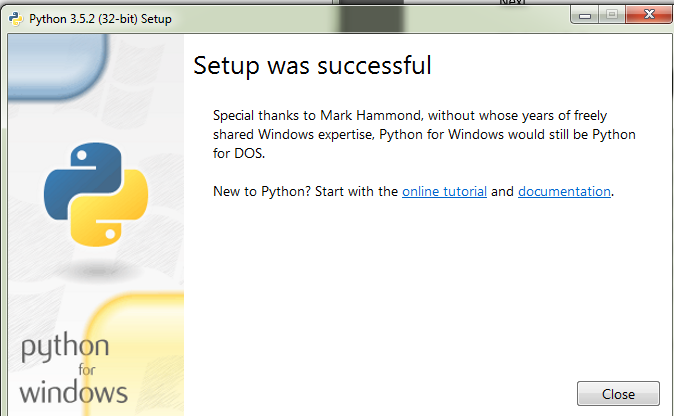 Next
Python 3.5.2 (32-bit) Setup
Setup was successful
Special thanks to Mark Hammond, without whose years of freely
shared Windows expertise, Python for Windows would still be Python
for DOS.
New to Python? Start with the online tutorial and documentation.
python
for
windows
Close